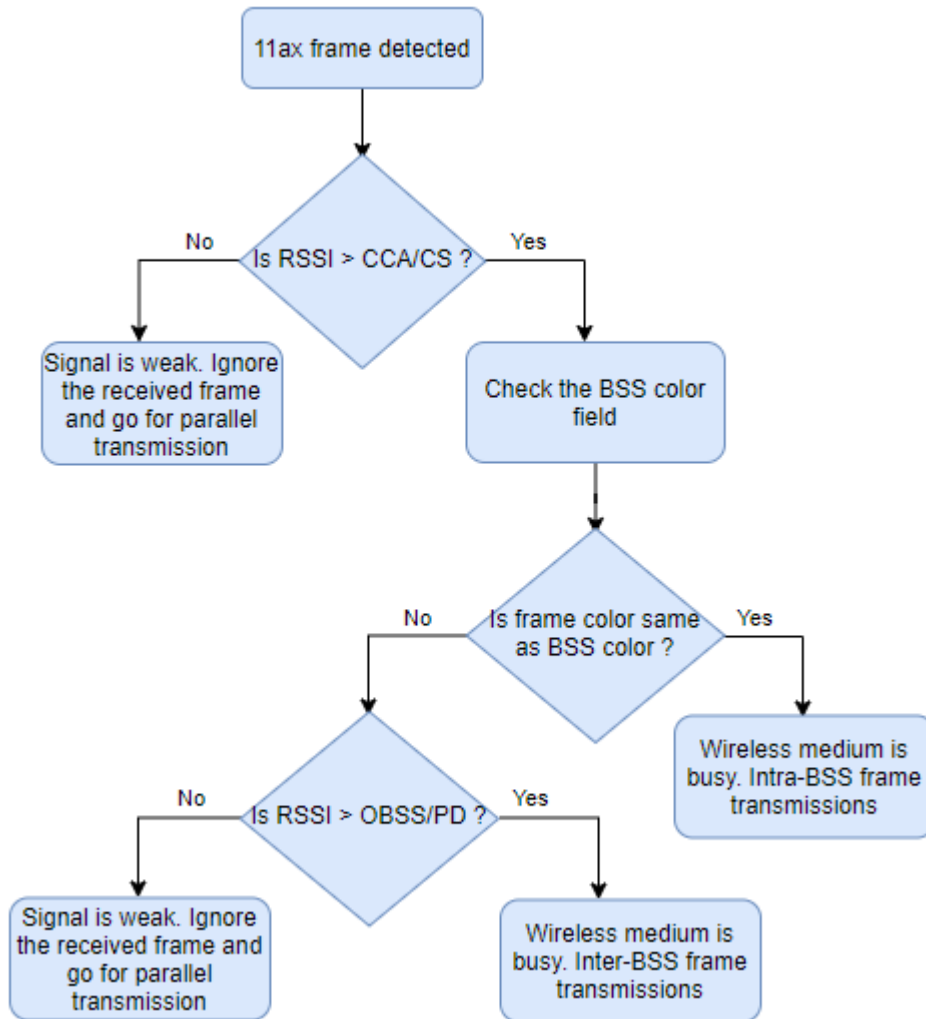 11ax frame detected
Is RSSI > CCA/CS ?
No
Yes
Signal is weak. Ignore
the received frame
and go for parallel
transmission
Check the BSS color
field
Is frame color same
as BSS color ?
No
Yes
Wireless medium is
busy. Intra-BSS frame
transmissions
Is RSSI > OBSS/PD ?
No
Yes
Signal is weak. Ignore
the received frame and
go for parallel
transmission
Wireless medium is
busy. Inter-BSS frame
transmissions